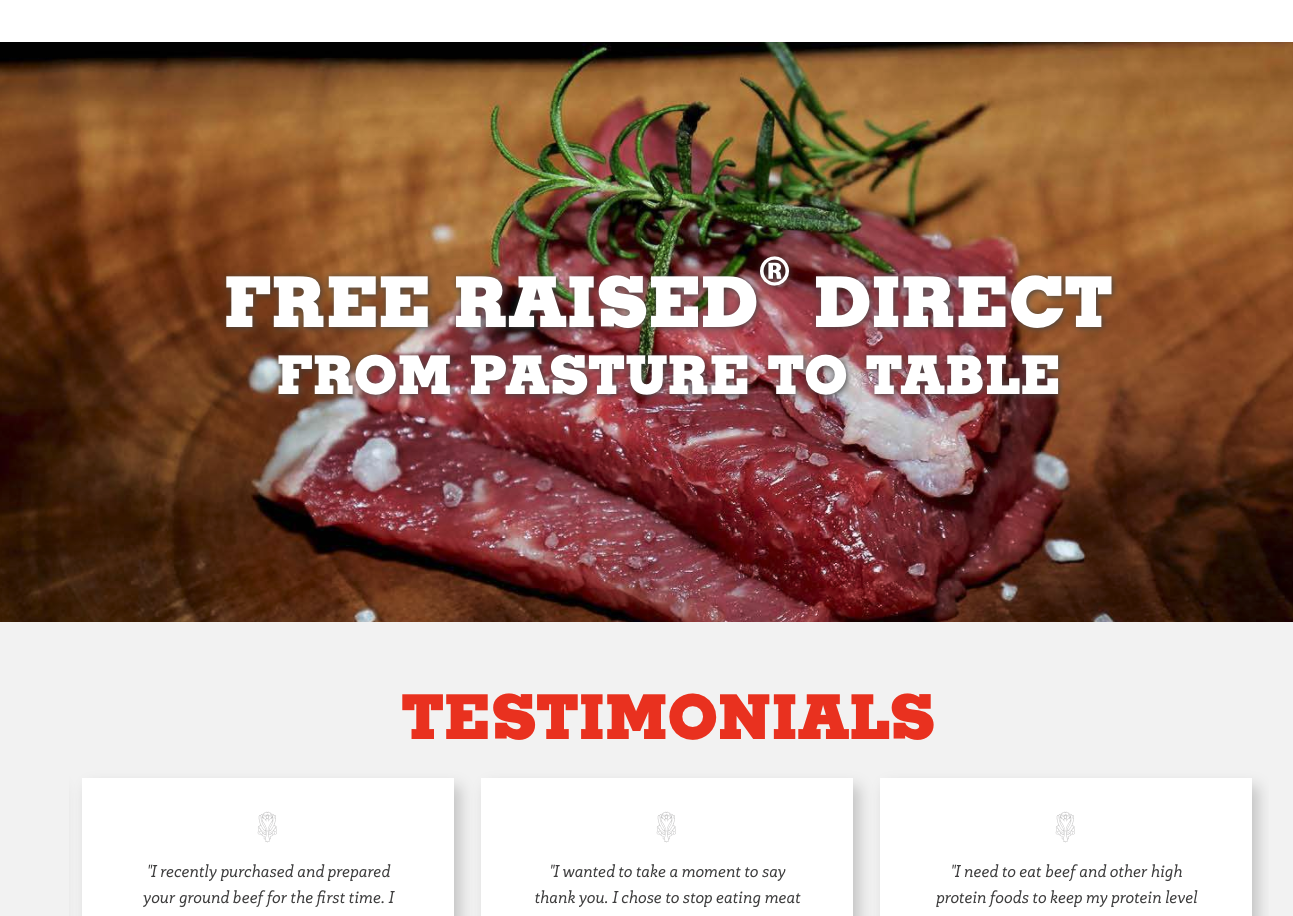 FREE RAISED® DIRECT
FROM PASTURE TO TABLE
TESTIMONIALS
"I recently purchased and prepared
your ground beef for the first time. I
"I wanted to take a moment to say
thank you. I chose to stop eating meat
"I need to eat beef and other high
protein foods to keep my protein level